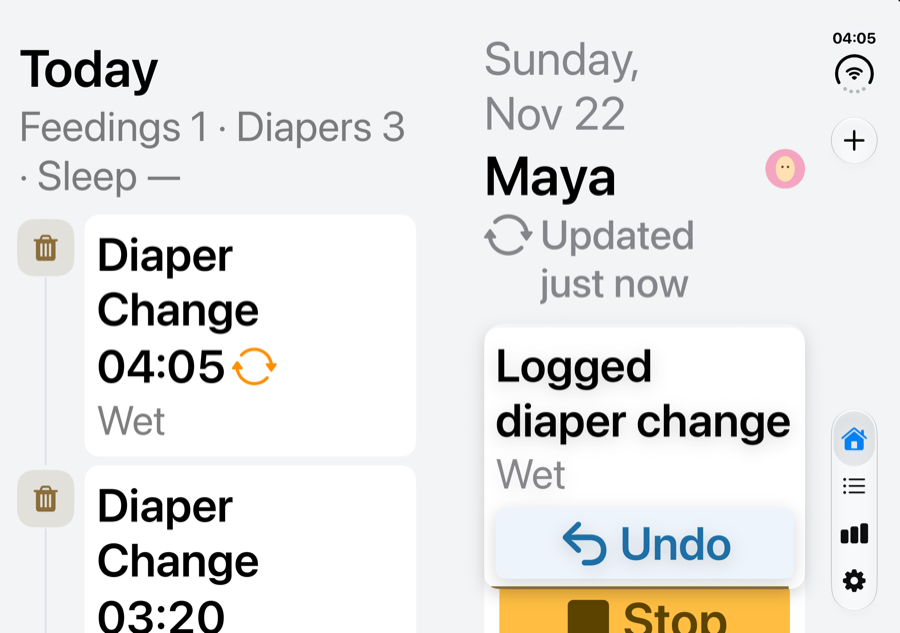 Today
Feedings 1 · Diapers 3
· Sleep —
Diaper
Change
04:05
Wet
Diaper
Change
03:20
Sunday,
Nov 22
Maya
Updated
just now
Logged
diaper change
Wet
Undo
Stop
04:05